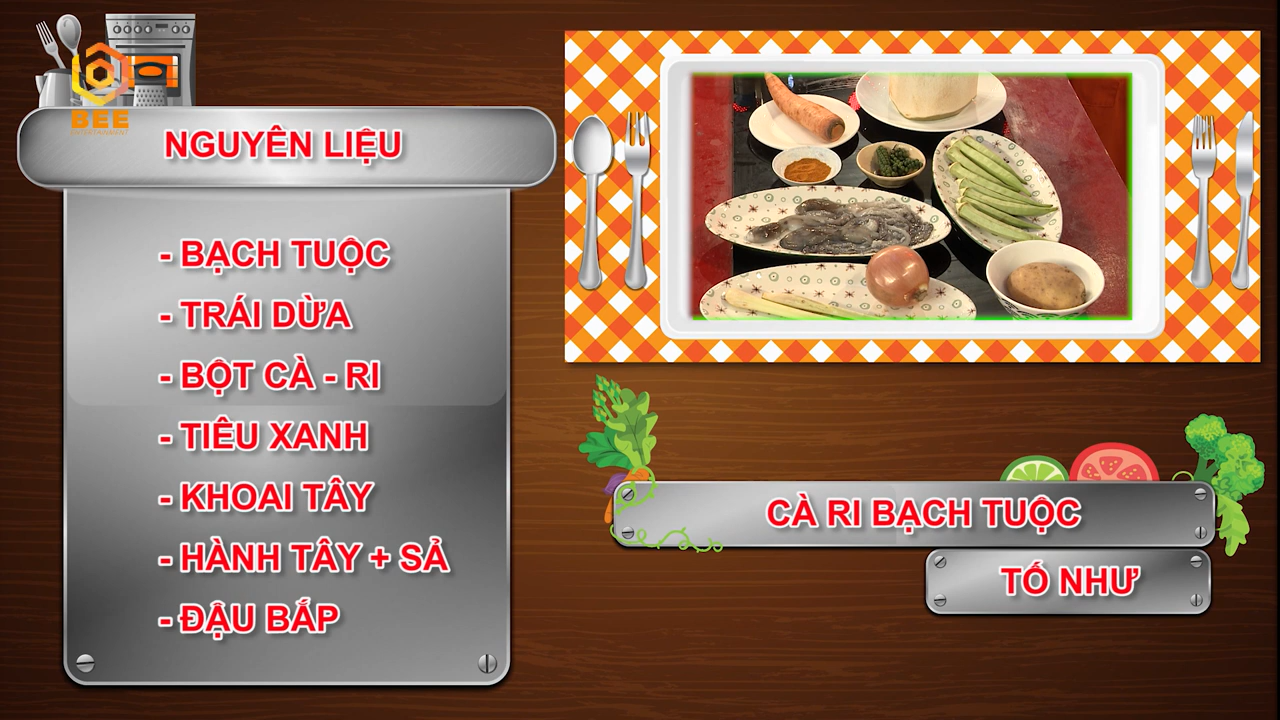 BEE
ENTERTAINMENT
NGUYÊN LIỆU
- BẠCH TUỘC
- TRÁI DỪA
- BỘT CÀ - RI
- TIÊU XANH
- KHOAI TÂY
- HÀNH TÂY + SẢ
- ĐẬU BẮP
CÀ RI BẠCH TUỘC
TỐ NHƯ